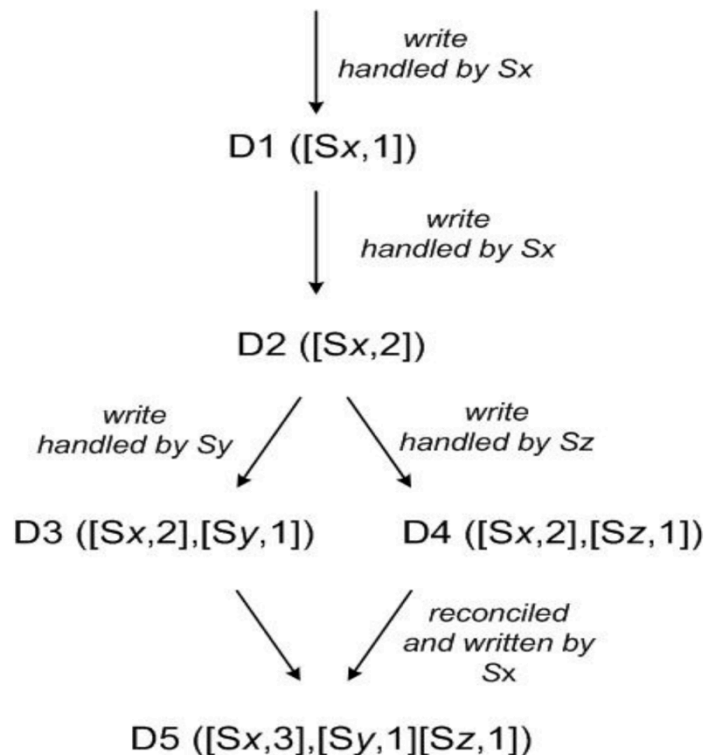 write
handled by Sx
D1 ([Sx,1])
write
handled by Sx
D2 ([Sx,2])
write
handled by Sy
write
handled by Sz
D3 ([Sx,2],[Sy,1])
D4 ([Sx,2],[Sz,1])
reconciled
and written by
Sx
D5 ([Sx,3],[Sy,1][Sz,1])